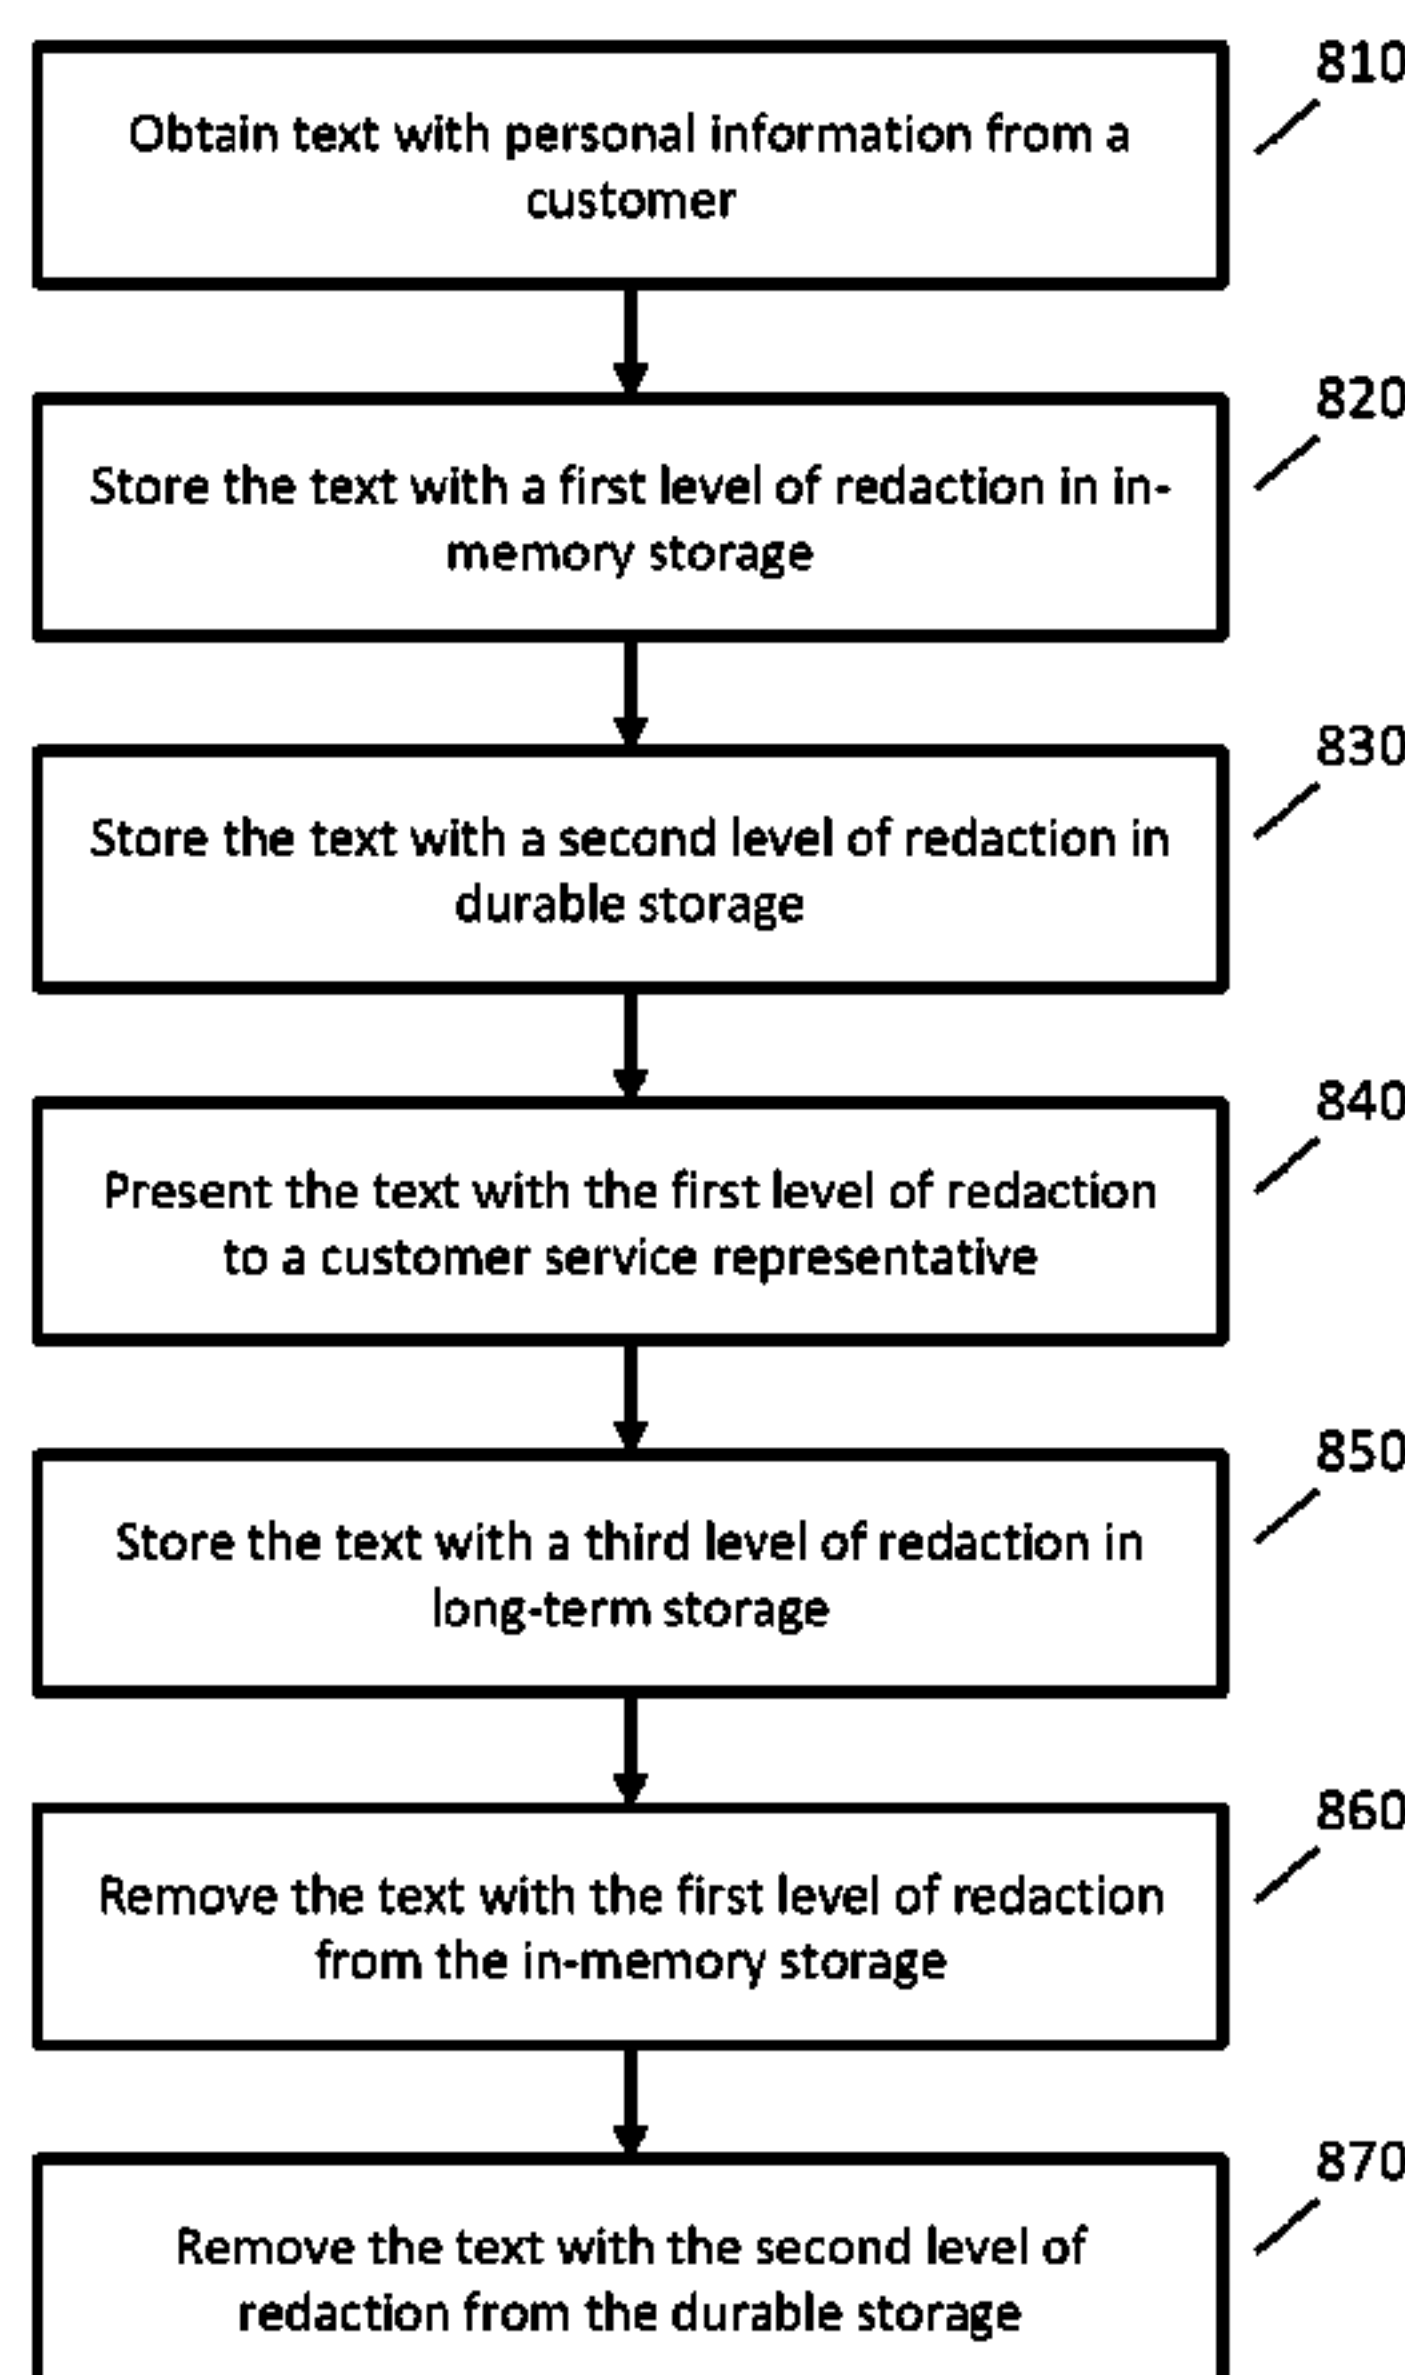 810
Obtain text with personal information from a
customer
820
Store the text with a first level of redaction in in-
memory storage
830
Store the text with a second level of redaction in
durable storage
840
Present the text with the first level of redaction
to a customer service representative
850
Store the text with a third level of redaction in
long-term storage
860
Remove the text with the first level of redaction
from the in-memory storage
870
Remove the text with the second level of
redaction from the durable storage